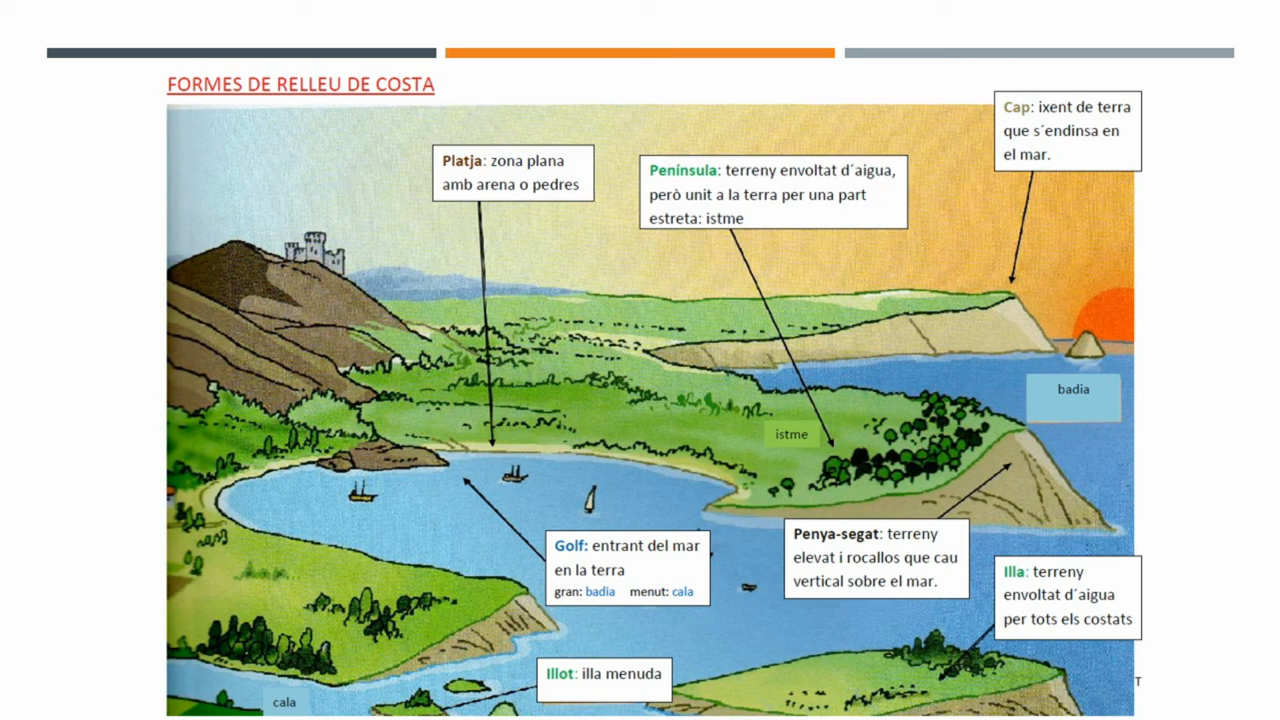 FORMES DE RELLEU DE COSTA
Cap: ixent de terra
que s´endinsa en
el mar.
Platja: zona plana
amb arena o pedres
Península: terreny envoltat d´aigua,
però unit a la terra per una part
estreta: istme
badia
istme
Penya-segat: terreny
elevat i rocallos que cau
vertical sobre el mar.
Golf: entrant del mar
en la terra
gran: badia menut: cala
Illa: terreny
envoltat d´aigua
per tots els costats
Illot: illa menuda
cala
T